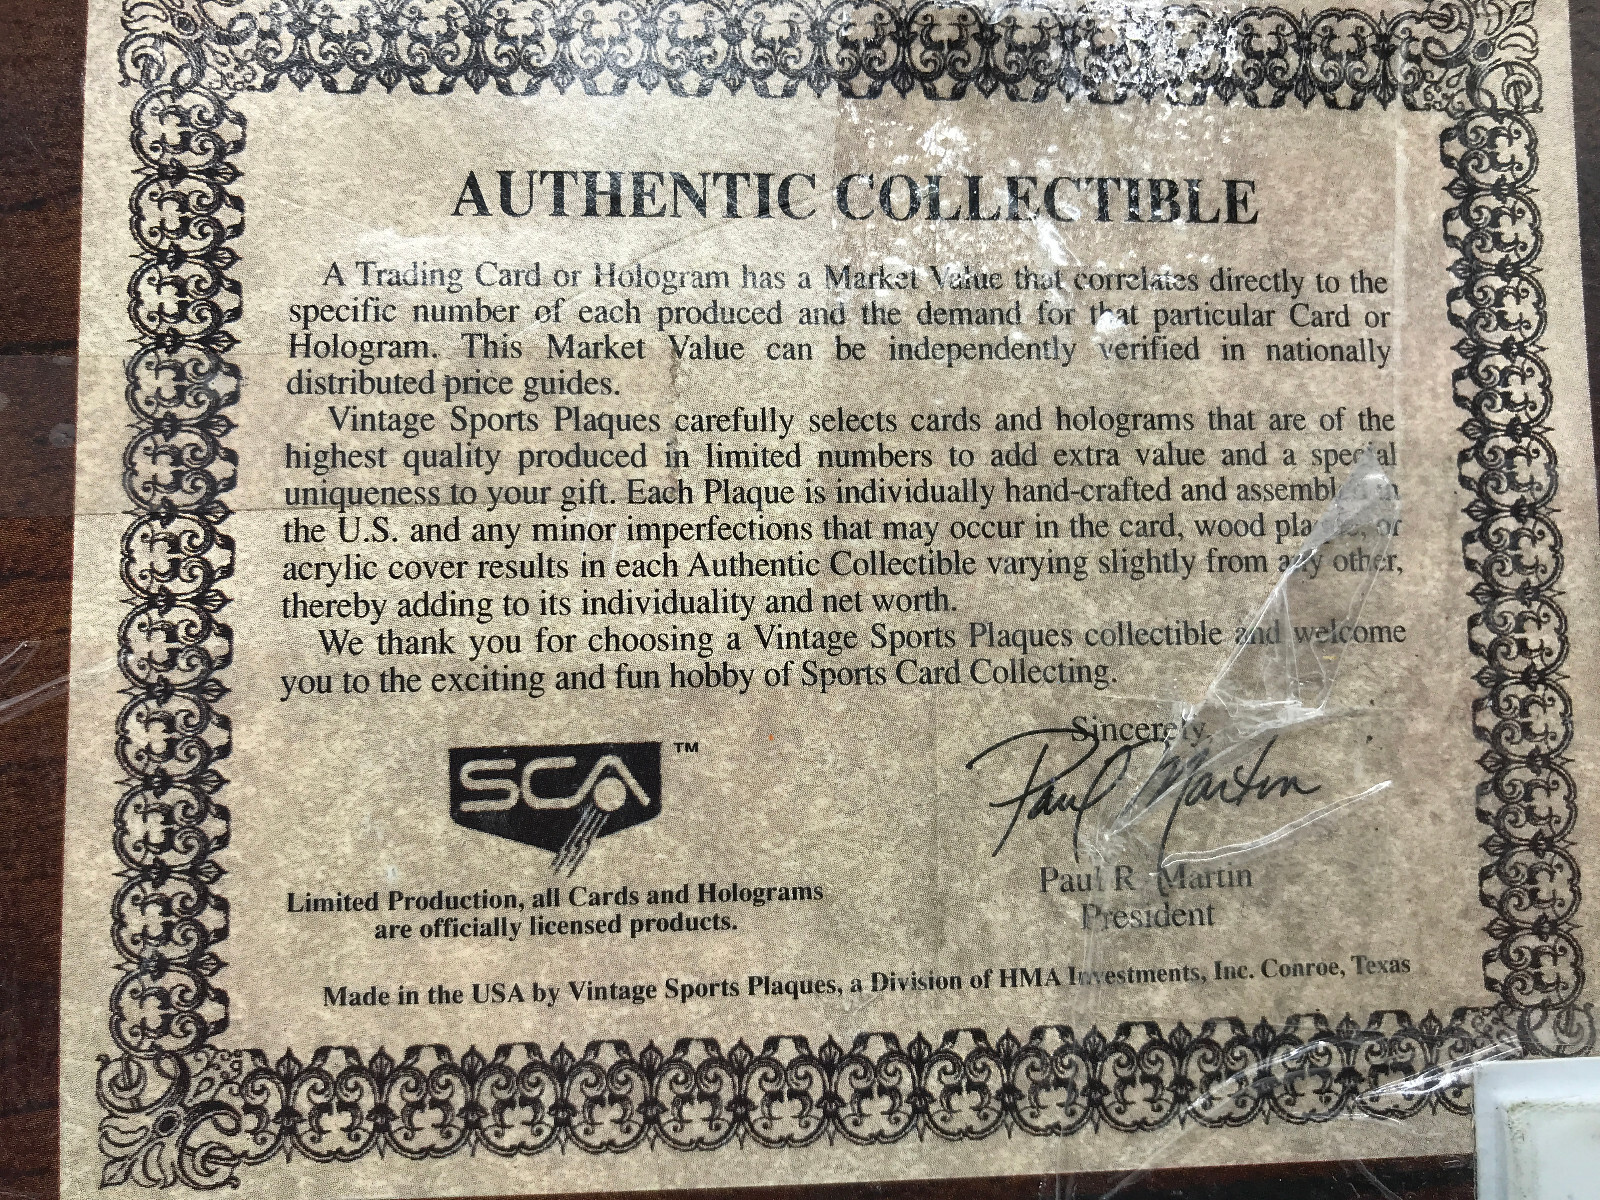 AUTHENTIC COLLECTIBLE
A Trading Card or Hologram has a Market Value that correlates directly to the
specific number of each produced and the demand for that particular Card or
Hologram. This Market Value can be independently verified in nationally
distributed price guides.
Vintage Sports Plaques carefully selects cards and holograms that are of the
highest quality produced in limited numbers to add extra value and a special
uniqueness to your gift. Each Plaque is individually hand-crafted and assembled in
the U.S. and any minor imperfections that may occur in the card, wood plaque, or
acrylic cover results in each Authentic Collectible varying slightly from any other,
thereby adding to its individuality and net worth.
We thank you for choosing a Vintage Sports Plaques collectible and welcome
you to the exciting and fun hobby of Sports Card Collecting.
Sincerely,
Paul Martin
Paul R. Martin
President
SCA TM
Limited Production, all Cards and Holograms
are officially licensed products.
Made in the USA by Vintage Sports Plaques, a Division of HMA Investments, Inc. Conroe, Texas